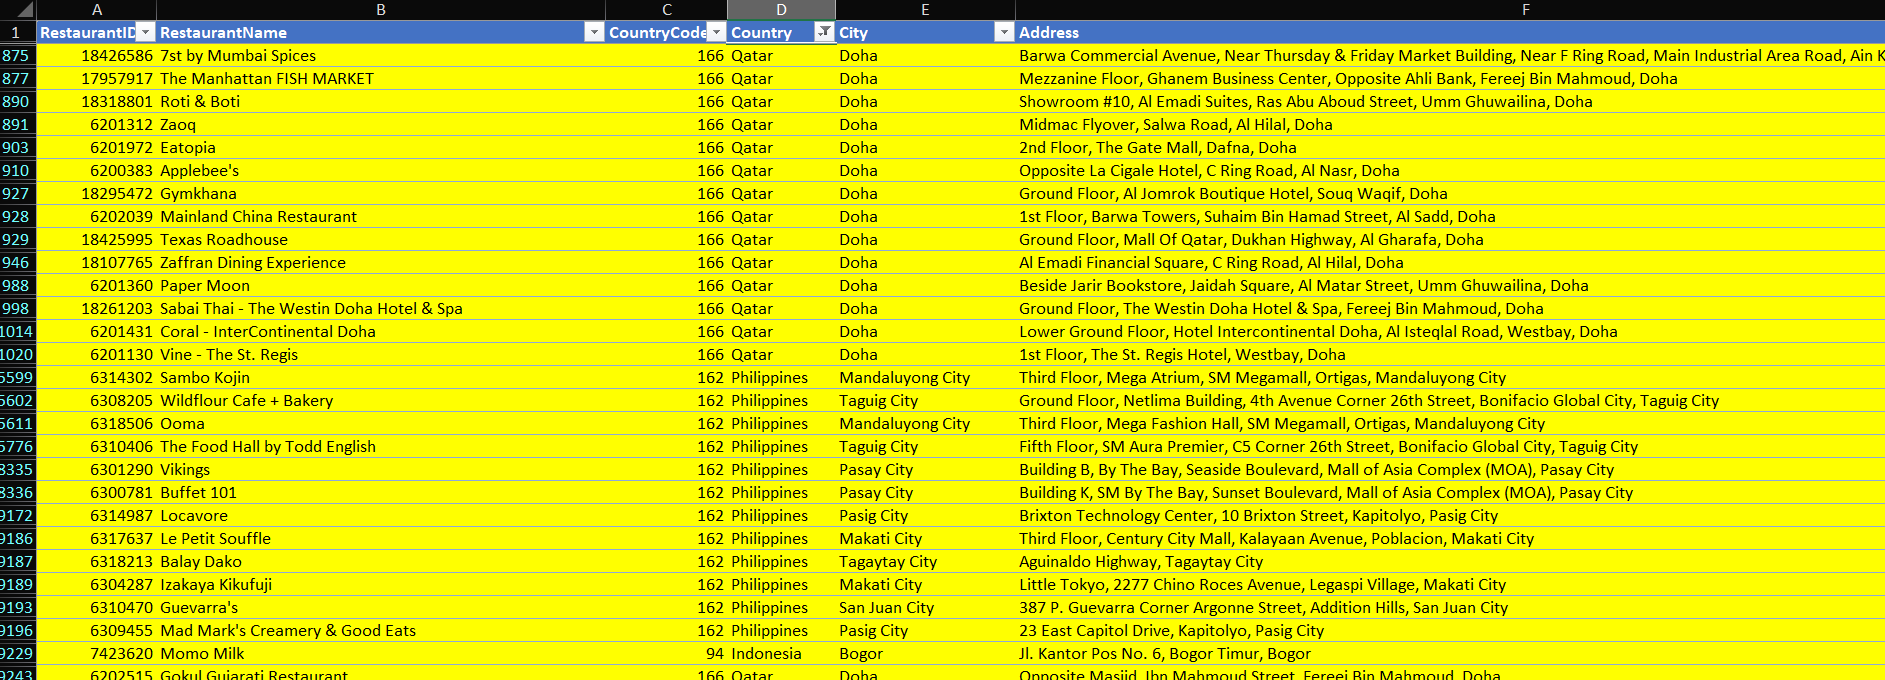 A B C D E F
1 RestaurantID RestaurantName CountryCode Country City Address
875 18426586 7st by Mumbai Spices 166 Qatar Doha Barwa Commercial Avenue, Near Thursday & Friday Market Building, Near F Ring Road, Main Industrial Area Road, Ain K
877 17957917 The Manhattan FISH MARKET 166 Qatar Doha Mezzanine Floor, Ghanem Business Center, Opposite Ahli Bank, Fereej Bin Mahmoud, Doha
890 18318801 Roti & Boti 166 Qatar Doha Showroom #10, Al Emadi Suites, Ras Abu Aboud Street, Umm Ghuwailina, Doha
891 6201312 Zaoq 166 Qatar Doha Midmac Flyover, Salwa Road, Al Hilal, Doha
903 6201972 Eatopia 166 Qatar Doha 2nd Floor, The Gate Mall, Dafna, Doha
910 6200383 Applebee's 166 Qatar Doha Opposite La Cigale Hotel, C Ring Road, Al Nasr, Doha
927 18295472 Gymkhana 166 Qatar Doha Ground Floor, Al Jomrok Boutique Hotel, Souq Waqif, Doha
928 6202039 Mainland China Restaurant 166 Qatar Doha 1st Floor, Barwa Towers, Suhaim Bin Hamad Street, Al Sadd, Doha
929 18425995 Texas Roadhouse 166 Qatar Doha Ground Floor, Mall Of Qatar, Dukhan Highway, Al Gharafa, Doha
946 18107765 Zaffran Dining Experience 166 Qatar Doha Al Emadi Financial Square, C Ring Road, Al Hilal, Doha
988 6201360 Paper Moon 166 Qatar Doha Beside Jarir Bookstore, Jaidah Square, Al Matar Street, Umm Ghuwailina, Doha
998 18261203 Sabai Thai - The Westin Doha Hotel & Spa 166 Qatar Doha Ground Floor, The Westin Doha Hotel & Spa, Fereej Bin Mahmoud, Doha
1014 6201431 Coral - InterContinental Doha 166 Qatar Doha Lower Ground Floor, Hotel Intercontinental Doha, Al Isteqlal Road, Westbay, Doha
1020 6201130 Vine - The St. Regis 166 Qatar Doha 1st Floor, The St. Regis Hotel, Westbay, Doha
5599 6314302 Sambo Kojin 162 Philippines Mandaluyong City Third Floor, Mega Atrium, SM Megamall, Ortigas, Mandaluyong City
5602 6308205 Wildflour Cafe + Bakery 162 Philippines Taguig City Ground Floor, Netlima Building, 4th Avenue Corner 26th Street, Bonifacio Global City, Taguig City
5611 6318506 Ooma 162 Philippines Mandaluyong City Third Floor, Mega Fashion Hall, SM Megamall, Ortigas, Mandaluyong City
5776 6310406 The Food Hall by Todd English 162 Philippines Taguig City Fifth Floor, SM Aura Premier, C5 Corner 26th Street, Bonifacio Global City, Taguig City
8335 6301290 Vikings 162 Philippines Pasay City Building B, By The Bay, Seaside Boulevard, Mall of Asia Complex (MOA), Pasay City
8336 6300781 Buffet 101 162 Philippines Pasay City Building K, SM By The Bay, Sunset Boulevard, Mall of Asia Complex (MOA), Pasay City
9172 6314987 Locavore 162 Philippines Pasig City Brixton Technology Center, 10 Brixton Street, Kapitolyo, Pasig City
9186 6317637 Le Petit Souffle 162 Philippines Makati City Third Floor, Century City Mall, Kalayaan Avenue, Poblacion, Makati City
9187 6318213 Balay Dako 162 Philippines Tagaytay City Aguinaldo Highway, Tagaytay City
9189 6304287 Izakaya Kikufuji 162 Philippines Makati City Little Tokyo, 2277 Chino Roces Avenue, Legaspi Village, Makati City
9193 6310470 Guevarra's 162 Philippines San Juan City 387 P. Guevarra Corner Argonne Street, Addition Hills, San Juan City
9196 6309455 Mad Mark's Creamery & Good Eats 162 Philippines Pasig City 23 East Capitol Drive, Kapitolyo, Pasig City
9229 7423620 Momo Milk 94 Indonesia Bogor Jl. Kantor Pos No. 6, Bogor Timur, Bogor
9243 6202515 Gokul Gujarati Restaurant 166 Qatar Doha Opposite Masjid, Ibn Mahmoud Street, Fereej Bin Mahmoud, Doha